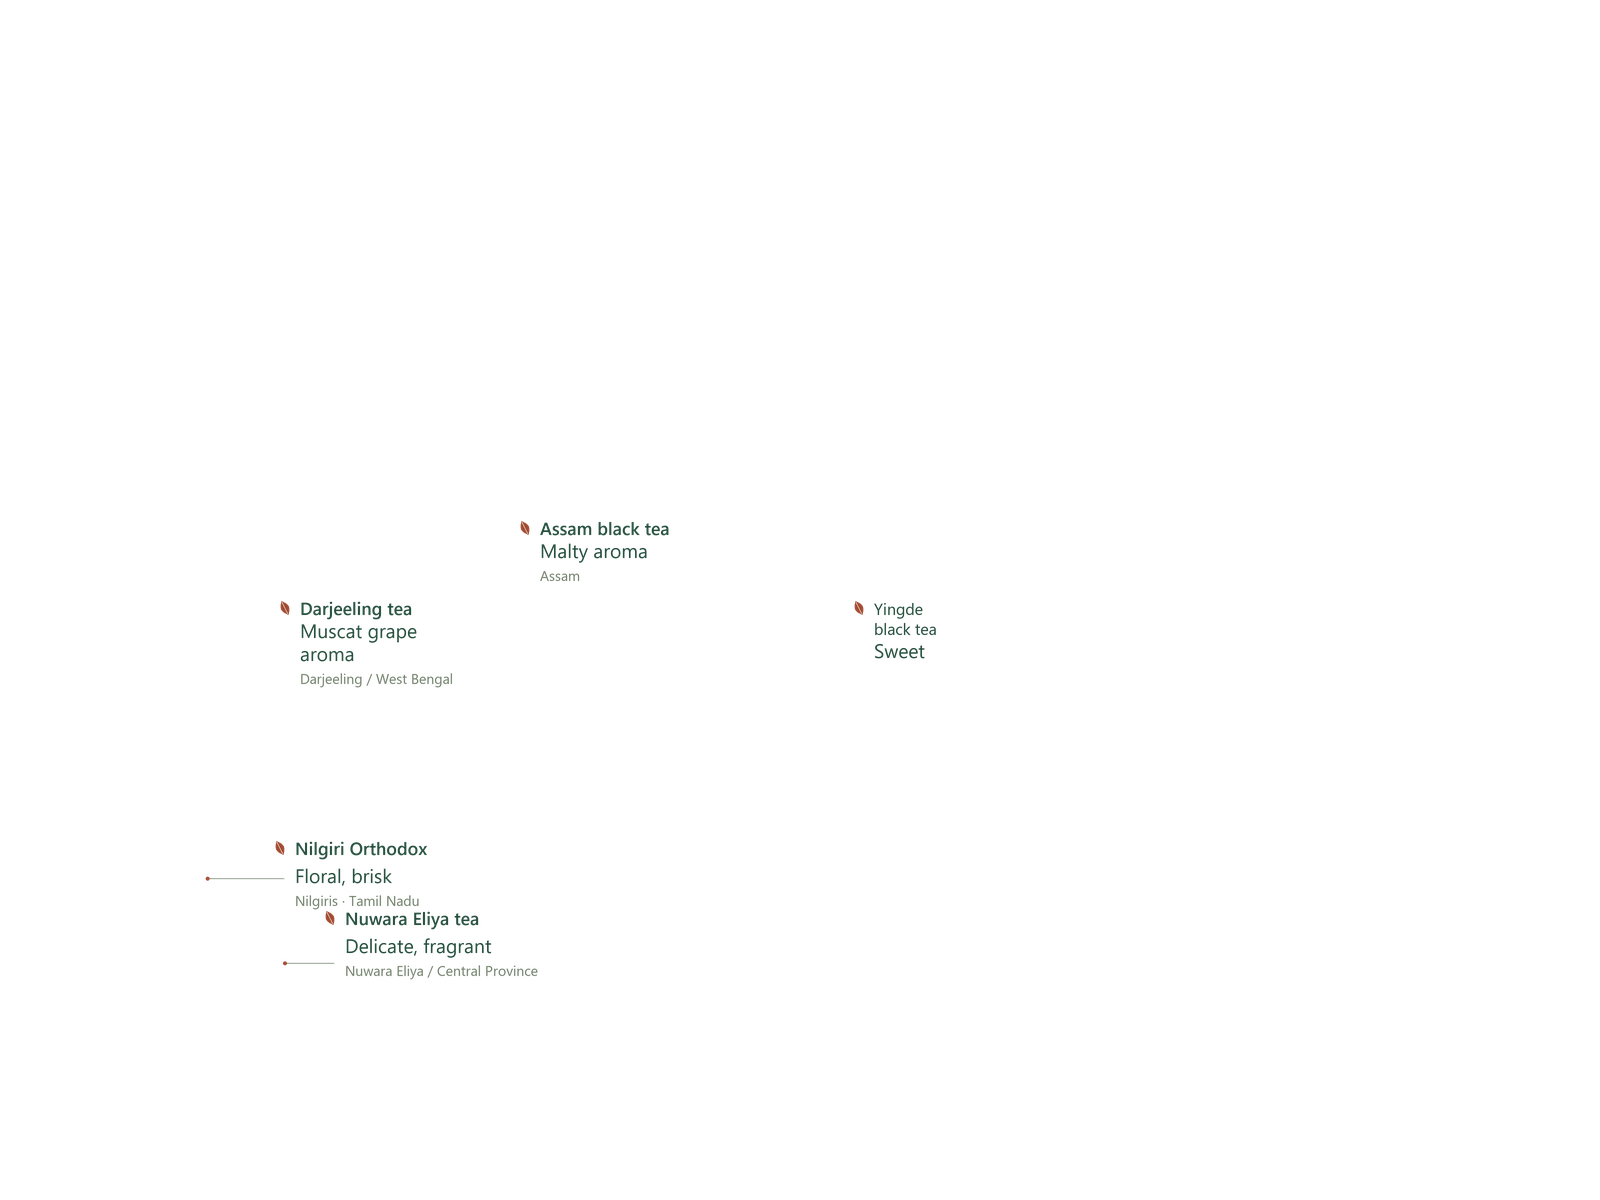 Assam black tea
Malty aroma
Assam
Darjeeling tea
Muscat grape
aroma
Darjeeling / West Bengal
Yingde
black tea
Sweet
Nilgiri Orthodox
Floral, brisk
Nilgiris · Tamil Nadu
Nuwara Eliya tea
Delicate, fragrant
Nuwara Eliya / Central Province